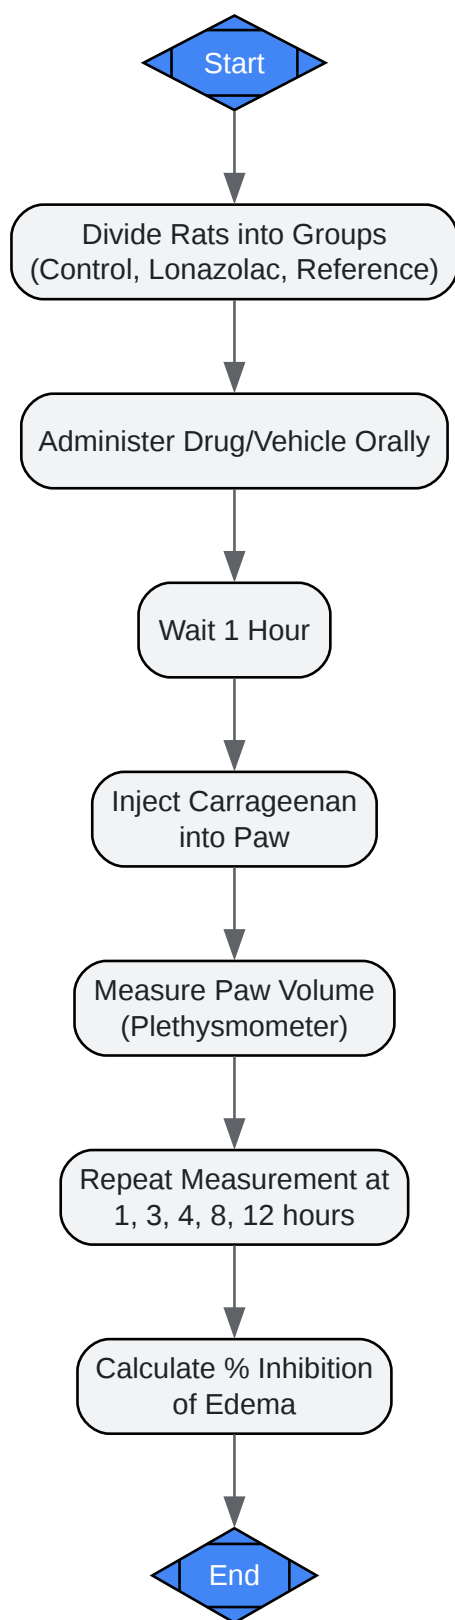 Start
Divide Rats into Groups
(Control, Lonazolac, Reference)
Administer Drug/Vehicle Orally
Wait 1 Hour
Inject Carrageenan
into Paw
Measure Paw Volume
(Plethysmometer)
Repeat Measurement at
1, 3, 4, 8, 12 hours
Calculate % Inhibition
of Edema
End